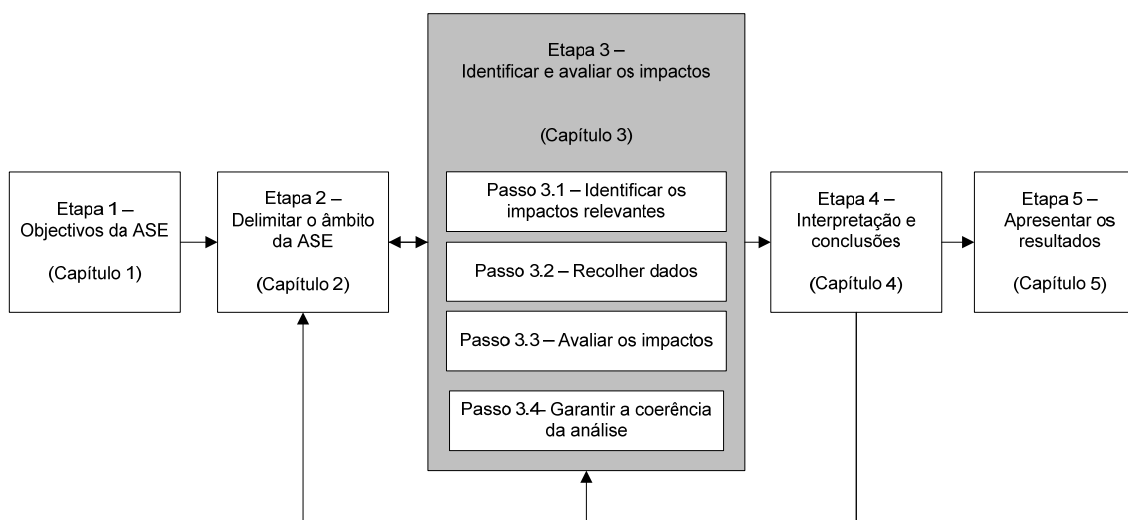 Etapa 1 –
Objectivos da ASE
(Capítulo 1)
Etapa 2 –
Delimitar o âmbito
da ASE
(Capítulo 2)
Etapa 3 –
Identificar e avaliar os impactos
(Capítulo 3)
Passo 3.1 – Identificar os
impactos relevantes
Passo 3.2 – Recolher dados
Passo 3.3 – Avaliar os impactos
Passo 3.4– Garantir a coerência
da análise
Etapa 4 –
Interpretação e
conclusões
(Capítulo 4)
Etapa 5 –
Apresentar os
resultados
(Capítulo 5)